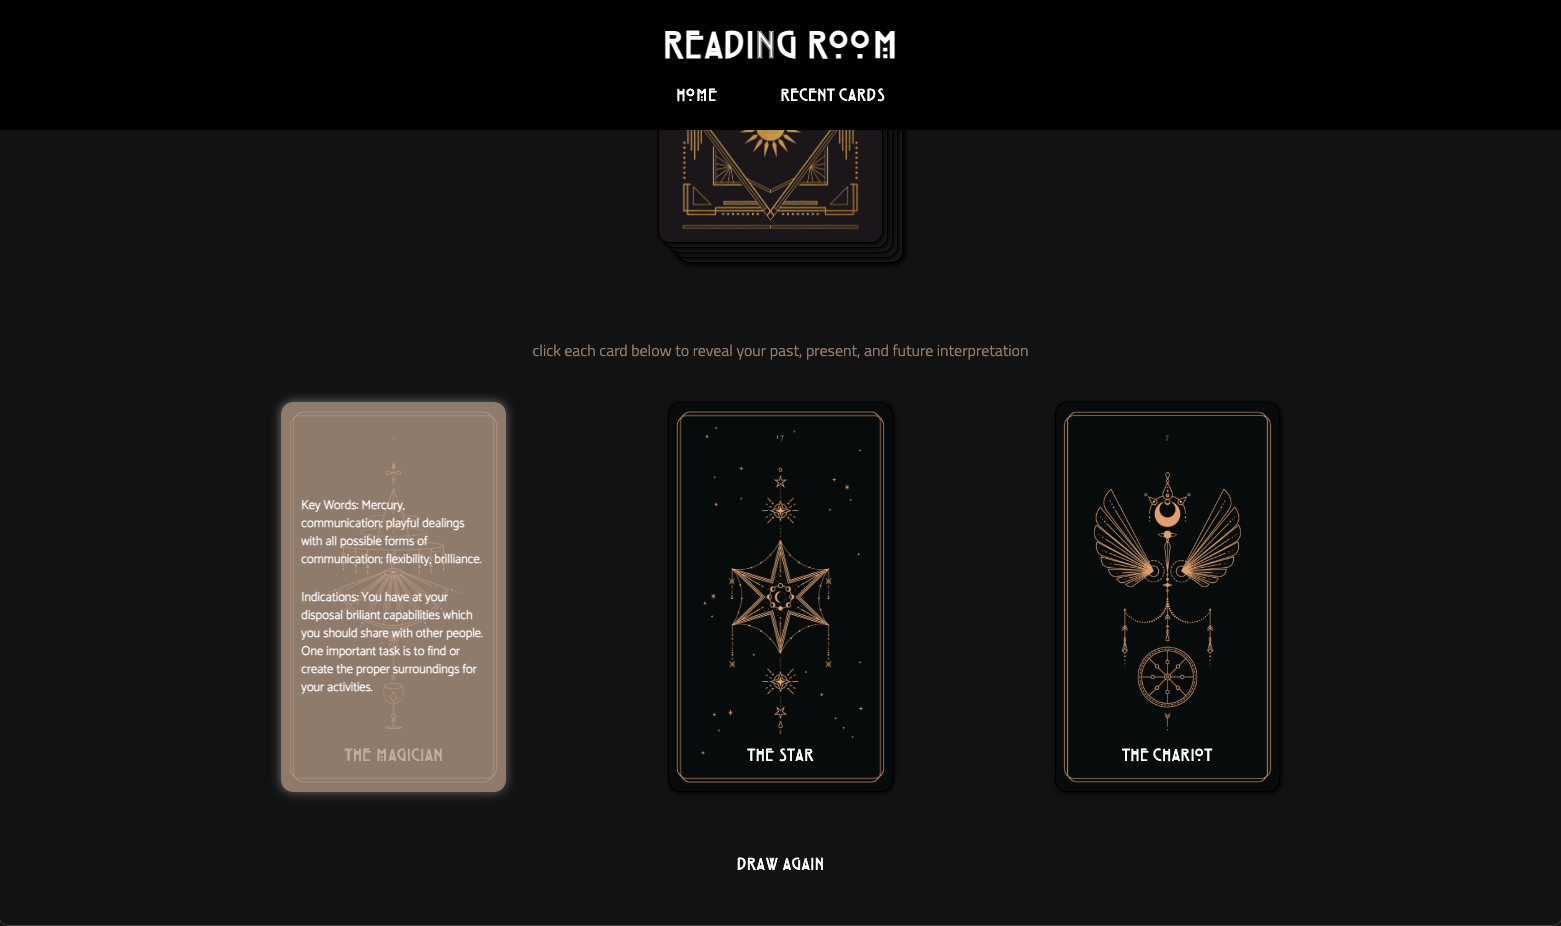 READING ROOM
HOME
RECENT CARDS
click each card below to reveal your past, present, and future interpretation
1
Key Words: Mercury,
communication; playful dealings
with all possible forms of
communication; flexibility, brilliance.
Indications: You have at your
disposal briliant capabilities which
you should share with other people.
One important task is to find or
create the proper surroundings for
your activities.
THE MAGICIAN
17
THE STAR
7
THE CHARIOT
DRAW AGAIN